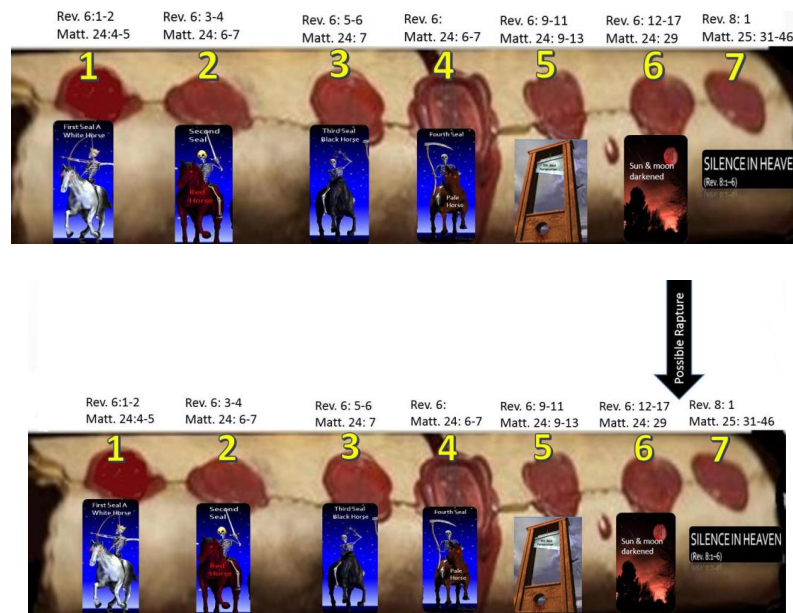 Rev. 6:1-2 Rev. 6: 3-4 Rev. 6: 5-6 Rev. 6: Rev. 6: 9-11 Rev. 6: 12-17 Rev. 8: 1
Matt. 24:4-5 Matt. 24: 6-7 Matt. 24: 7 Matt. 24: 6-7 Matt. 24: 9-13 Matt. 24: 29 Matt. 25: 31-46
1 2 3 4 5 6 7
First Seal A
White Horse
Second
Seal
Red
Horse
Third Seal
Black Horse
Fourth Seal
Pale
Horse
Sun & moon
darkened
SILENCE IN HEAVE
(Rev. 8:1-6)
Possible Rapture
Rev. 6:1-2 Rev. 6: 3-4 Rev. 6: 5-6 Rev. 6: Rev. 6: 9-11 Rev. 6: 12-17 Rev. 8: 1
Matt. 24:4-5 Matt. 24: 6-7 Matt. 24: 7 Matt. 24: 6-7 Matt. 24: 9-13 Matt. 24: 29 Matt. 25: 31-46
1 2 3 4 5 6 7
First Seal A
White Horse
Second
Seal
Red
Horse
Third Seal
Black Horse
Fourth Seal
Pale
Horse
Sun & moon
darkened
SILENCE IN HEAVEN
(Rev. 8:1-6)